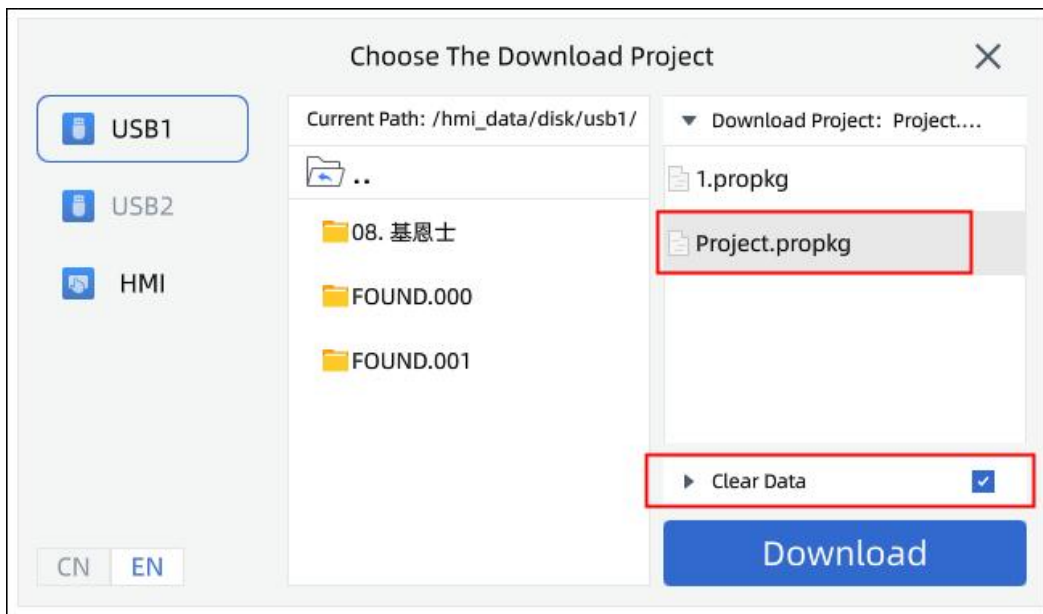 Choose The Download Project
USB1
USB2
HMI
CN EN
Current Path: /hmi_data/disk/usb1/
..
08. 基恩士
FOUND.000
FOUND.001
Download Project: Project....
1.propkg
Project.propkg
Clear Data
Download